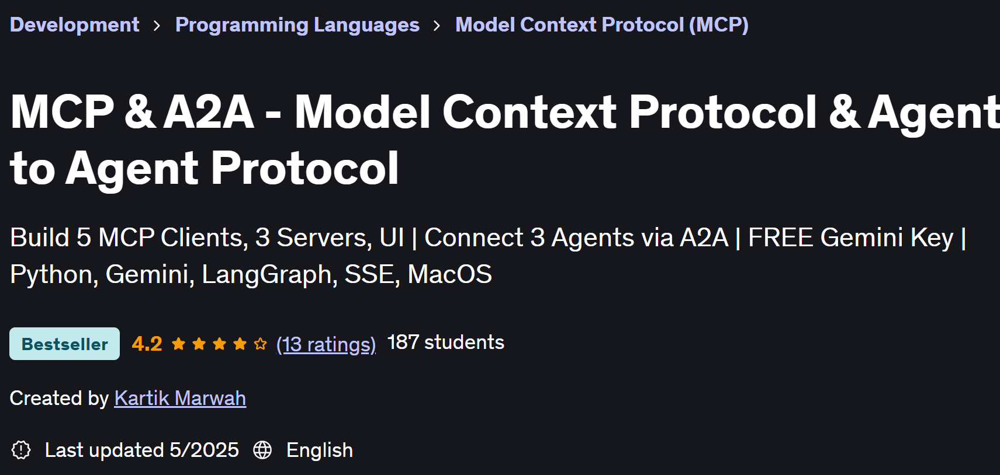 Development > Programming Languages > Model Context Protocol (MCP)
MCP & A2A - Model Context Protocol & Agent
to Agent Protocol
Build 5 MCP Clients, 3 Servers, UI | Connect 3 Agents via A2A | FREE Gemini Key |
Python, Gemini, LangGraph, SSE, MacOS
Bestseller 4.2 (13 ratings) 187 students
Created by Kartik Marwah
Last updated 5/2025 English